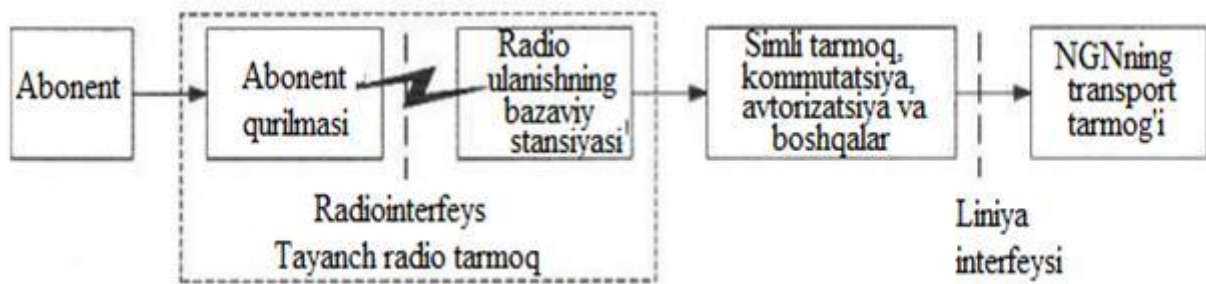 Abonent
Abonent
qurilmasi
Radio
ulanishning
bazaviy
stansiyasi
Simli tarmoq,
kommutatsiya,
avtorizatsiya va
boshqalar
NGNning
transport
tarmog'i
Radiointerfeys
Tayanch radio tarmoq
Liniya
interfeysi